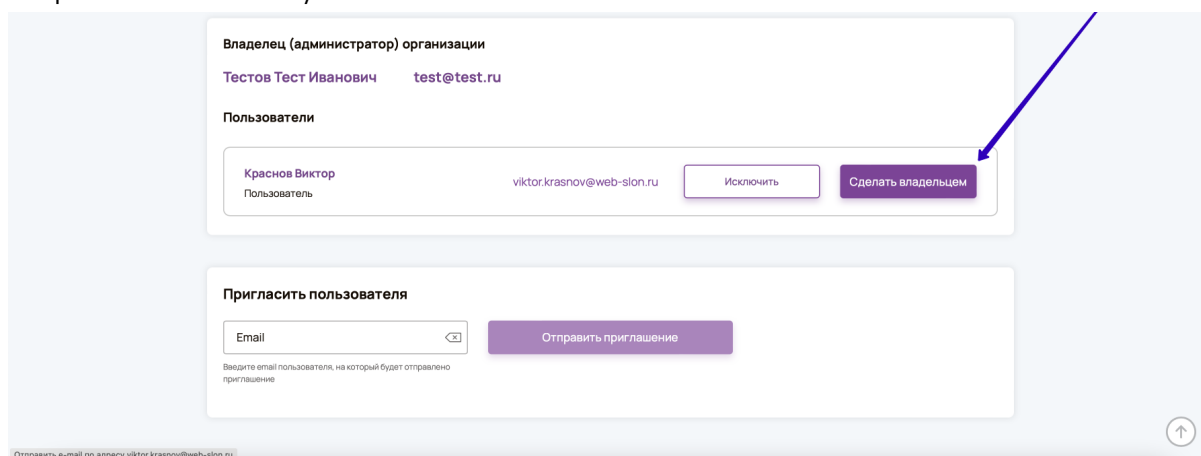 Владелец (администратор) организации
Тестов Тест Иванович test@test.ru
Пользователи
Краснов Виктор
Пользователь
viktor.krasnov@web-slon.ru
Исключить
Сделать владельцем
Пригласить пользователя
Email
Отправить приглашение
Введите email пользователя, на который будет отправлено
приглашение
Отправить e-mail по адресу viktor.krasnov@web-slon.ru